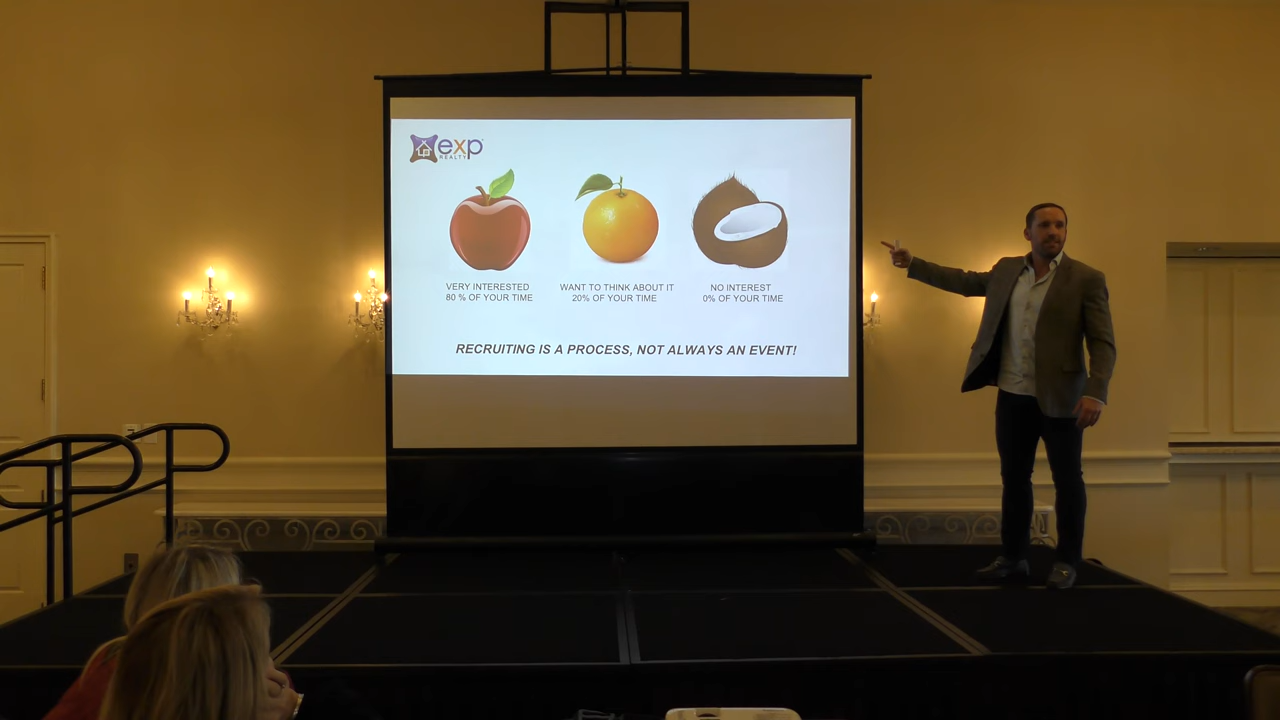 exp
REALTY
VERY INTERESTED
80 % OF YOUR TIME
WANT TO THINK ABOUT IT
20% OF YOUR TIME
NO INTEREST
0% OF YOUR TIME
RECRUITING IS A PROCESS, NOT ALWAYS AN EVENT!